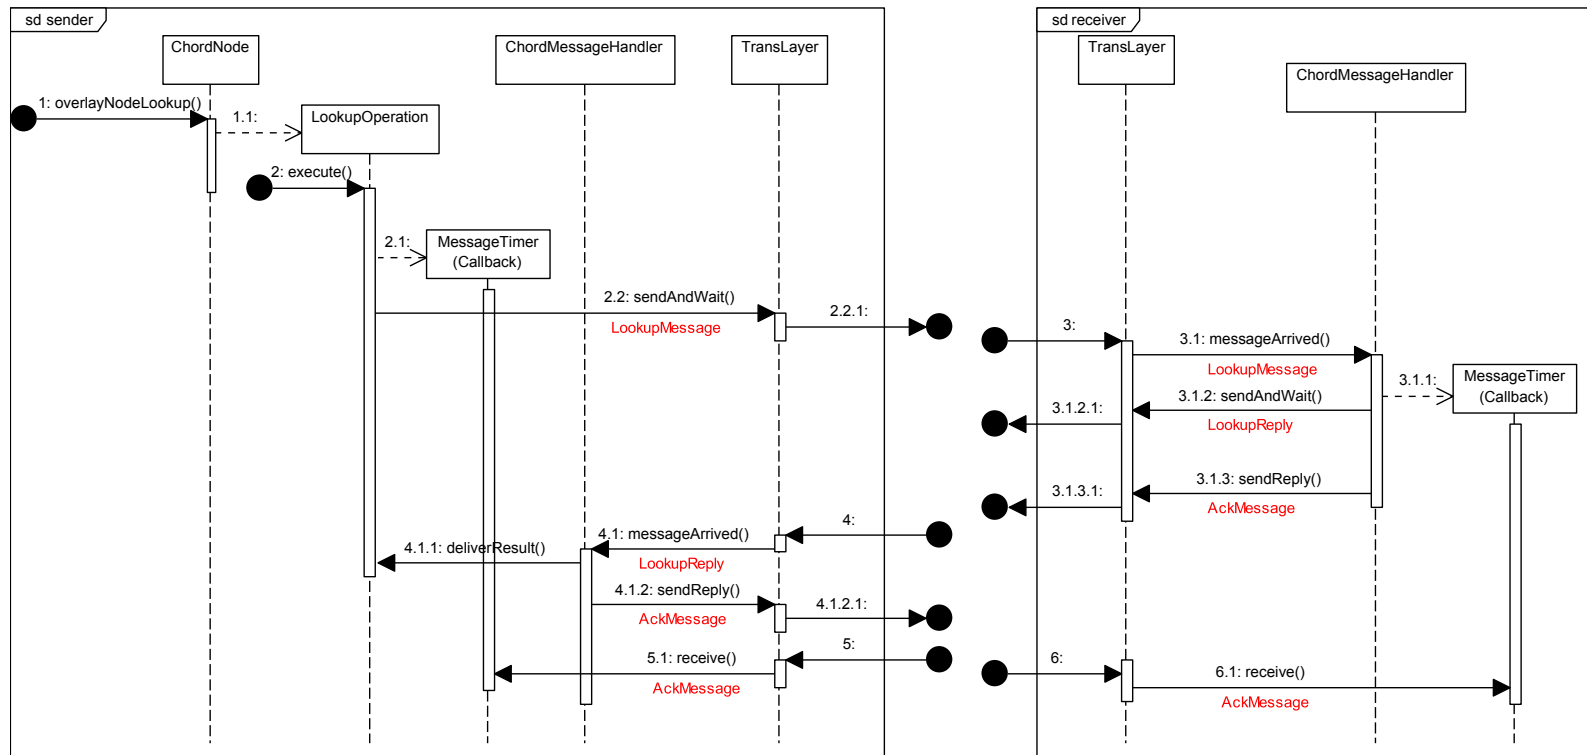 sd sender
sd receiver
ChordNode
ChordMessageHandler
TransLayer
TransLayer
ChordMessageHandler
1: overlayNodeLookup()
1.1:
LookupOperation
2: execute()
2.1:
MessageTimer
(Callback)
2.2: sendAndWait()
LookupMessage
2.2.1:
3:
3.1: messageArrived()
LookupMessage
3.1.1:
MessageTimer
(Callback)
3.1.2: sendAndWait()
LookupReply
3.1.2.1:
3.1.3: sendReply()
AckMessage
3.1.3.1:
4:
4.1: messageArrived()
LookupReply
4.1.1: deliverResult()
4.1.2: sendReply()
AckMessage
4.1.2.1:
5:
5.1: receive()
AckMessage
6:
6.1: receive()
AckMessage